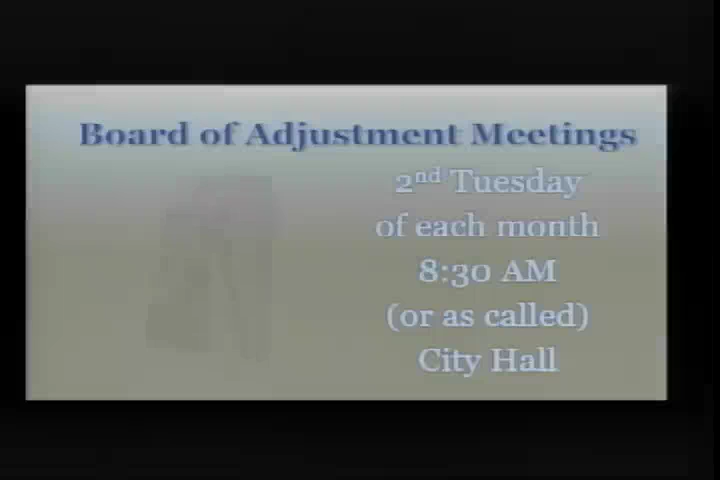 Board of Adjustment Meetings
2nd Tuesday
of each month
8:30 AM
(or as called)
City Hall